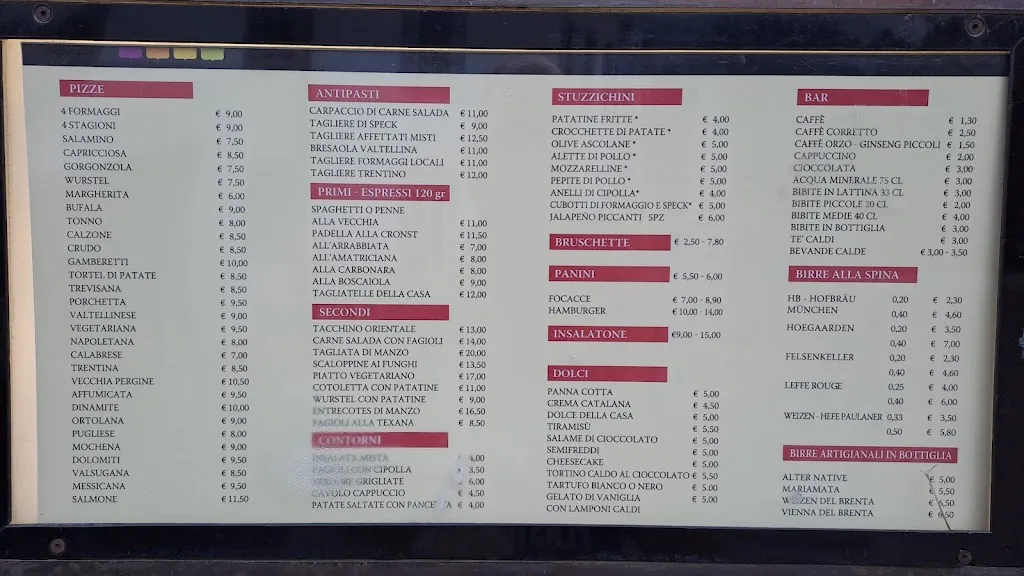 PIZZE
4 FORMAGGI € 9,00
4 STAGIONI € 9,00
SALAMINO € 7,50
CAPRICCIOSA € 8,50
GORGONZOLA € 7,50
WURSTEL € 7,50
MARGHERITA € 6,00
BUFALA € 9,00
TONNO € 8,00
CALZONE € 8,50
CRUDO € 8,50
GAMBERETTI € 10,00
TORTEL DI PATATE € 8,50
TREVISANA € 8,50
PORCHETTA € 9,50
VALTELLINESE € 9,00
VEGETARIANA € 9,50
NAPOLETANA € 8,00
CALABRESE € 7,00
TRENTINA € 8,50
VECCHIA PERGINE € 10,50
AFFUMICATA € 9,50
DINAMITE € 10,00
ORTOLANA € 9,00
PUGLIESE € 8,00
MOCHENA € 9,00
DOLOMITI € 9,50
VALSUGANA € 8,50
MESSICANA € 9,50
SALMONE € 11,50
ANTIPASTI
CARPACCIO DI CARNE SALADA € 11,00
TAGLIERE DI SPECK € 9,00
TAGLIERE AFFETTATI MISTI € 12,50
BRESAOLA VALTELLINA € 11,00
TAGLIERE FORMAGGI LOCALI € 11,00
TAGLIERE TRENTINO € 12,00
PRIMI - ESPRESSI 120 gr
SPAGHETTI O PENNE
ALLA VECCHIA € 11,00
PADELLA ALLA CRONST € 11,50
ALL'ARRABBIATA € 7,00
ALL'AMATRICIANA € 8,00
ALLA CARBONARA € 8,00
ALLA BOSCAIOLA € 9,00
TAGLIATELLE DELLA CASA € 12,00
SECONDI
TACCHINO ORIENTALE € 13,00
CARNE SALADA CON FAGIOLI € 14,00
TAGLIATA DI MANZO € 20,00
SCALOPPINE AI FUNGHI € 13,50
PIATTO VEGETARIANO € 17,00
COTOLETTA CON PATATINE € 11,00
WURSTEL CON PATATINE € 9,00
ENTRECOTES DI MANZO € 16,50
FAGIOLI ALLA TEXANA € 8,50
CONTORNI
INSALATA MISTA 4,00
FAGIOLI CON CIPOLLA 3,50
VERDURE GRIGLIATE € 6,00
CAVOLO CAPPUCCIO € 4,50
PATATE SALTATE CON PANCETTA € 4,00
STUZZICHINI
PATATINE FRITTE * € 4,00
CROCCHETTE DI PATATE * € 4,00
OLIVE ASCOLANE * € 5,00
ALETTE DI POLLO * € 5,00
MOZZARELLINE * € 5,00
PEPITE DI POLLO * € 5,00
ANELLI DI CIPOLLA* € 4,00
CUBOTTI DI FORMAGGIO E SPECK* € 5,00
JALAPEÑO PICCANTI 5PZ € 6,00
BRUSCHETTE € 2,50 - 7,80
PANINI € 5,50 - 6,00
FOCACCE € 7,00 - 8,90
HAMBURGER € 10,00 - 14,00
INSALATONE €9,00 - 15,00
DOLCI
PANNA COTTA € 5,00
CREMA CATALANA € 4,50
DOLCE DELLA CASA € 5,00
TIRAMISÙ € 5,50
SALAME DI CIOCCOLATO € 5,00
SEMIFREDDI € 5,00
CHEESECAKE € 5,00
TORTINO CALDO AL CIOCCOLATO € 5,50
TARTUFO BIANCO O NERO € 5.00
GELATO DI VANIGLIA € 5,00
CON LAMPONI CALDI
BAR
CAFFÈ € 1,30
CAFFÈ CORRETTO € 2,50
CAFFÈ ORZO - GINSENG PICCOLI € 1,50
CAPPUCCINO € 2,00
CIOCCOLATA € 3,00
ACQUA MINERALE 75 CL € 3,00
BIBITE IN LATTINA 33 CL € 3,00
BIBITE PICCOLE 20 CL € 2,00
BIBITE MEDIE 40 CL € 4,00
BIBITE IN BOTTIGLIA € 3,00
TE' CALDI € 3,00
BEVANDE CALDE € 3,00 - 3,50
BIRRE ALLA SPINA
HB - HOFBRÄU 0,20 € 2,30
MÜNCHEN 0,40 € 4,60
HOEGAARDEN 0,20 € 3,50
0,40 € 7,00
FELSENKELLER 0,20 € 2,30
0,40 € 4,60
LEFFE ROUGE 0,25 € 4,00
0,40 € 6,00
WEIZEN - HEFE PAULANER 0,33 € 3,50
0,50 € 5,80
BIRRE ARTIGIANALI IN BOTTIGLIA
ALTER NATIVE € 5,00
MARIAMATA € 5,50
WEIZEN DEL BRENTA € 5,50
VIENNA DEL BRENTA € 6,50